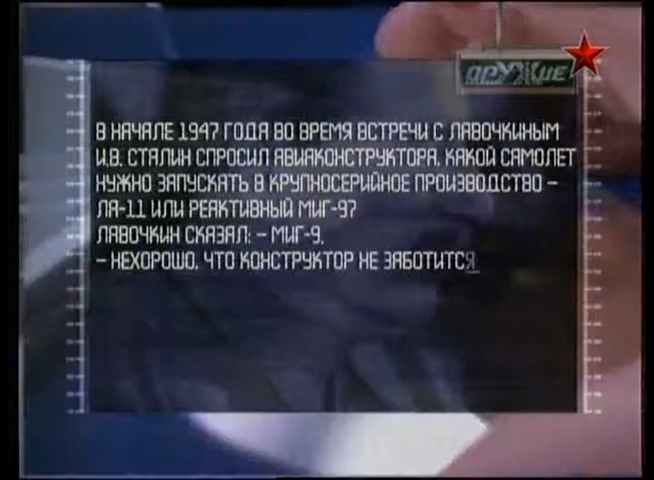 оружие
В НАЧАЛЕ 1947 ГОДА ВО ВРЕМЯ ВСТРЕЧИ С ЛАВОЧКИНЫМ
И.В. СТАЛИН СПРОСИЛ АВИАКОНСТРУКТОРА, КАКОЙ САМОЛЕТ
НУЖНО ЗАПУСКАТЬ В КРУПНОСЕРИЙНОЕ ПРОИЗВОДСТВО –
ЛА-11 ИЛИ РЕАКТИВНЫЙ МИГ-9?
ЛАВОЧКИН СКАЗАЛ: – МИГ-9.
– НЕХОРОШО, ЧТО КОНСТРУКТОР НЕ ЗАБОТИТСЯ_